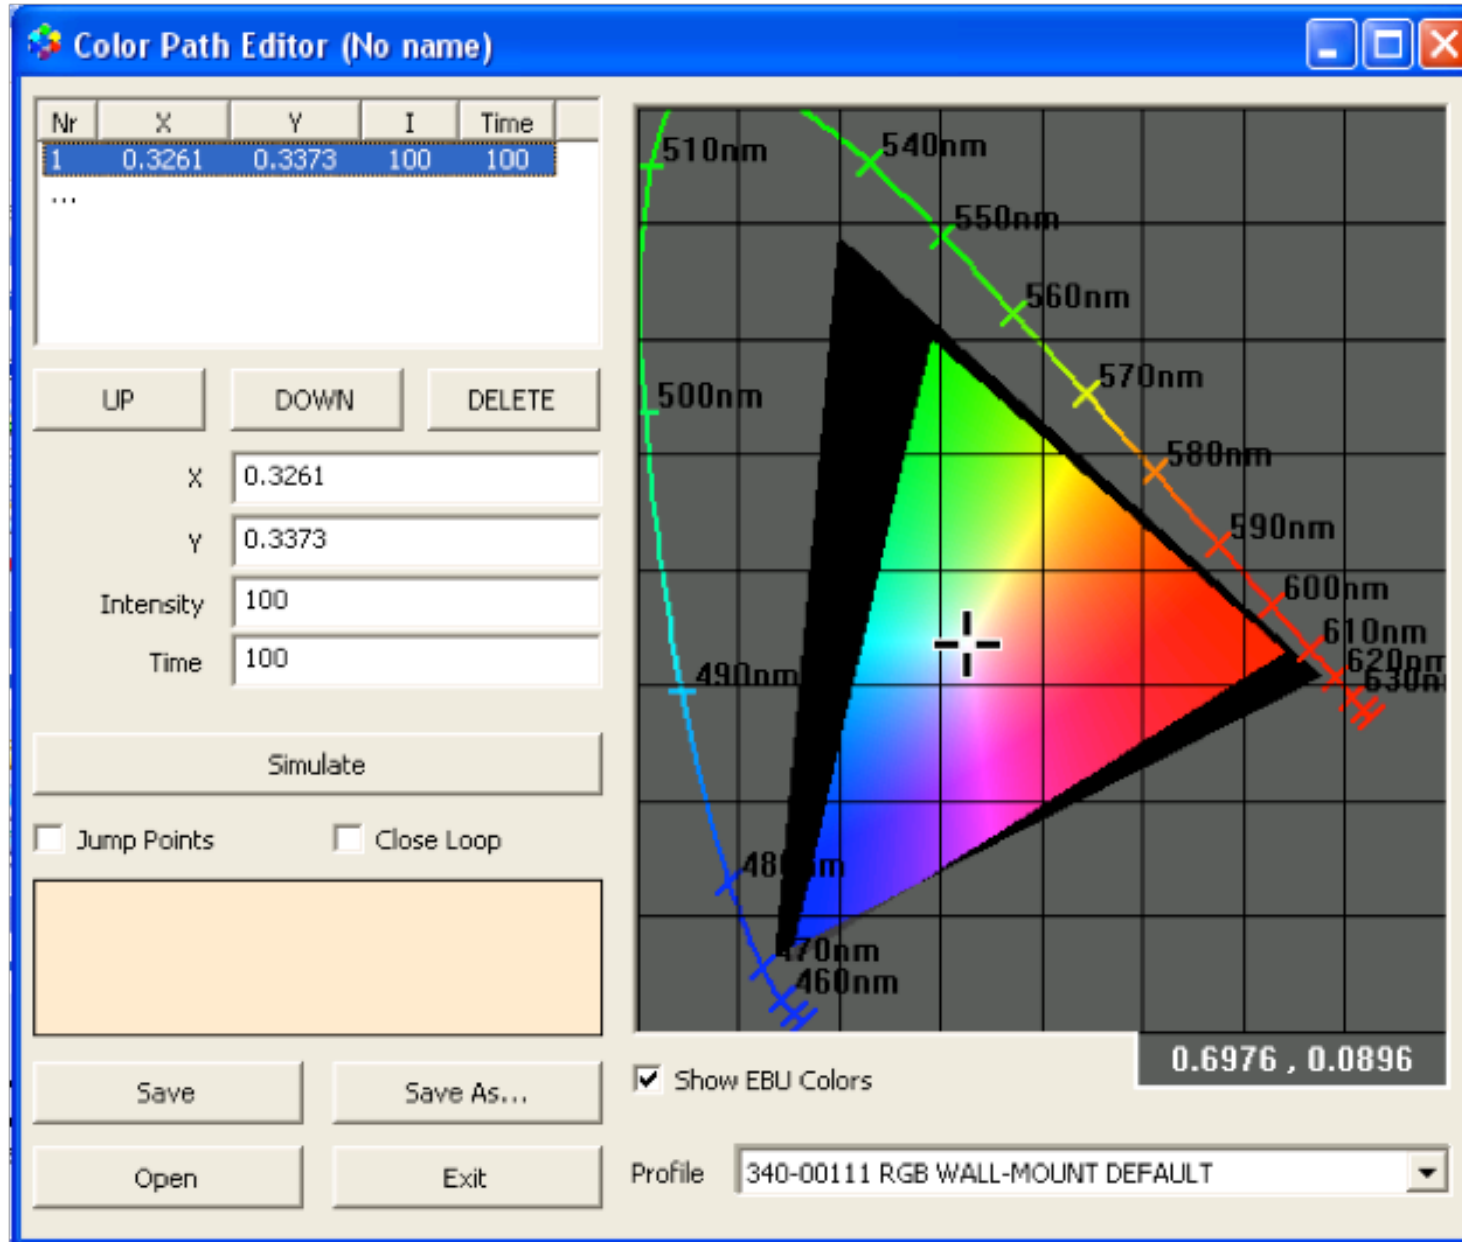 Color Path Editor (No name)
Nr X Y I Time
1 0.3261 0.3373 100 100
...
UP DOWN DELETE
X 0.3261
Y 0.3373
Intensity 100
Time 100
Simulate
Jump Points Close Loop
Save Save As...
Open Exit
510nm
540nm
550nm
560nm
500nm
570nm
580nm
590nm
600nm
610nm
620nm
490nm
480nm
470nm
460nm
0.6976 , 0.0896
Show EBU Colors
Profile 340-00111 RGB WALL-MOUNT DEFAULT